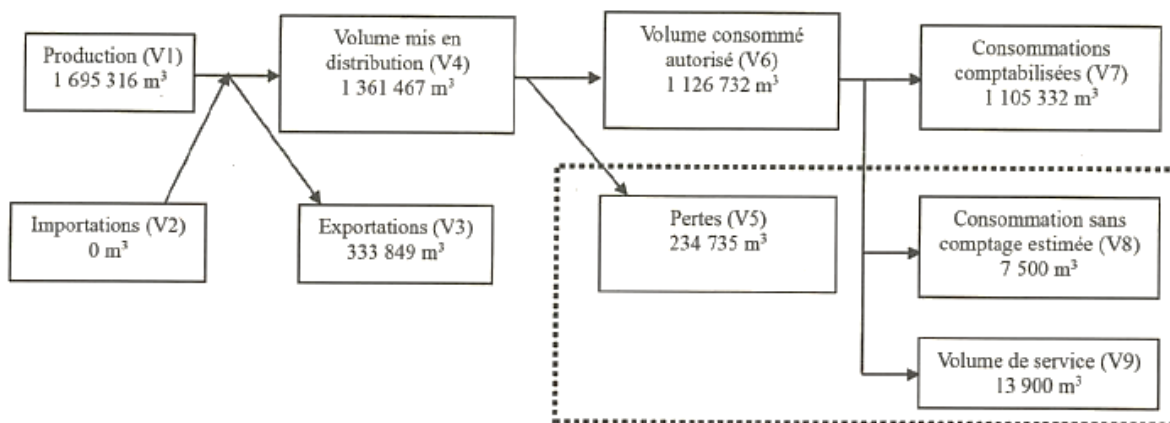 Production (V1)
1 695 316 m³
Volume mis en
distribution (V4)
1 361 467 m³
Volume consommé
autorisé (V6)
1 126 732 m³
Consommations
comptabilisées (V7)
1 105 332 m³
Importations (V2)
0 m³
Exportations (V3)
333 849 m³
Pertes (V5)
234 735 m³
Consommation sans
comptage estimée (V8)
7 500 m³
Volume de service (V9)
13 900 m³